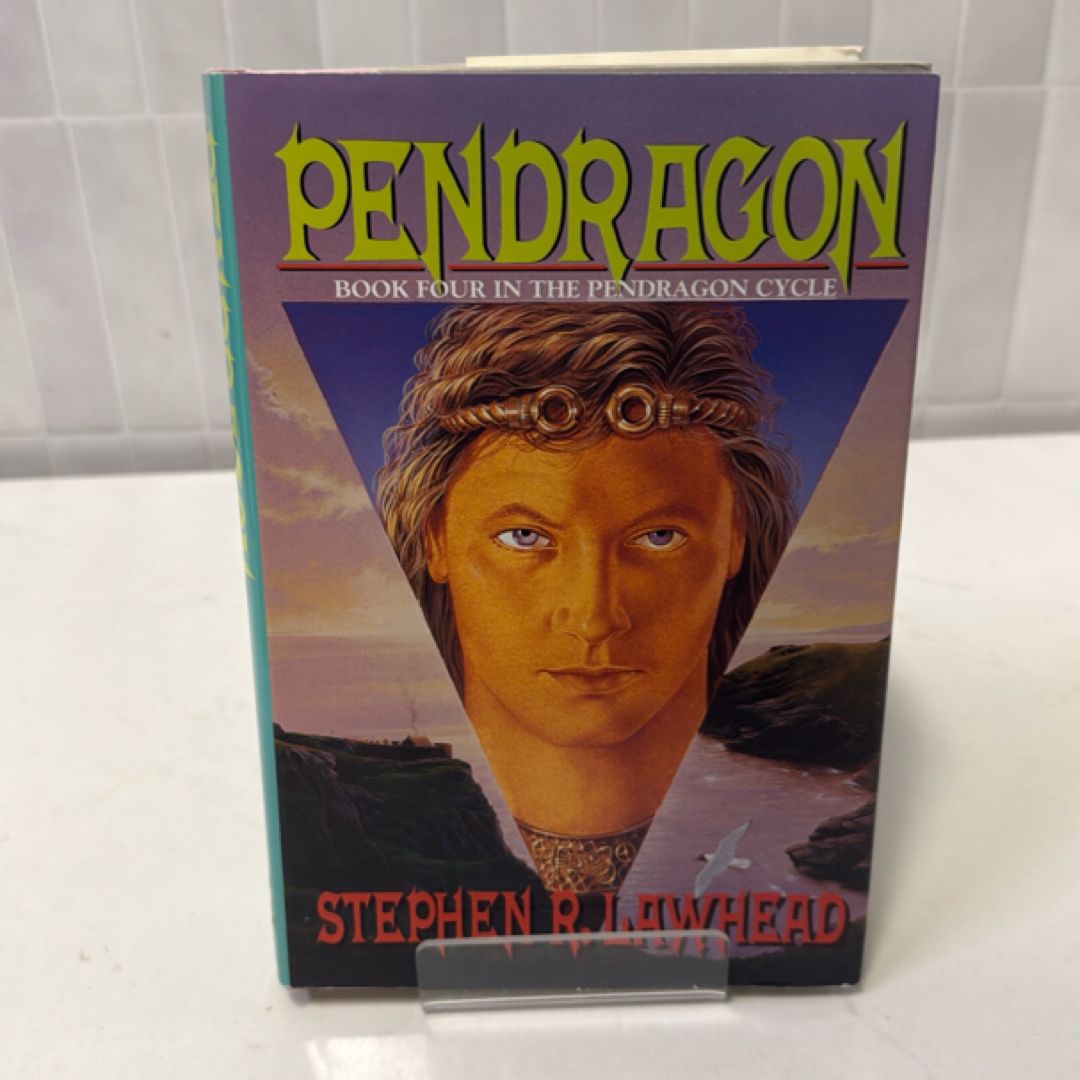 PENDRAGON
BOOK FOUR IN THE PENDRAGON CYCLE
STEPHEN R. LAWHEAD